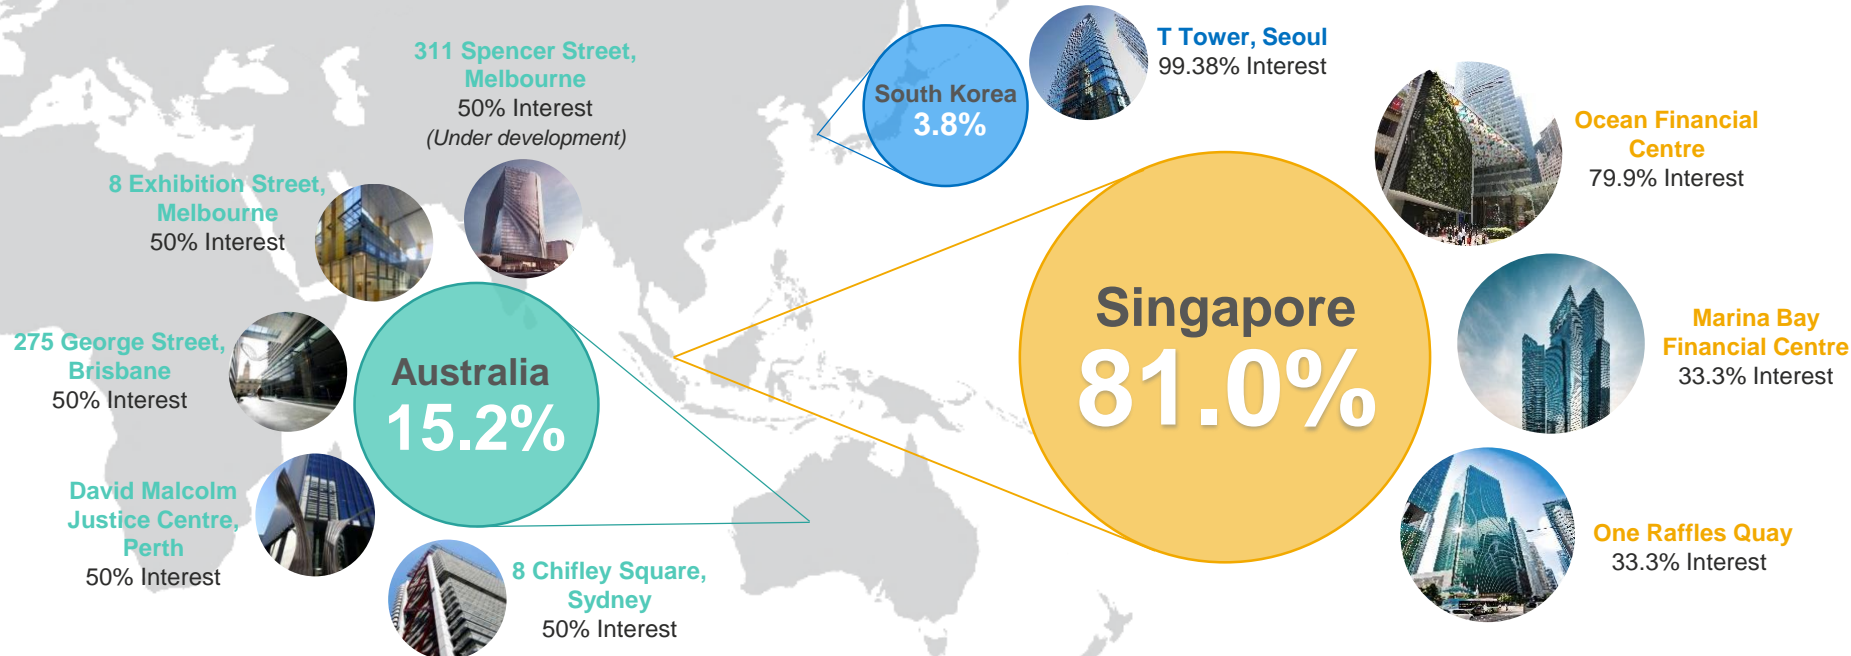 311 Spencer Street,
Melbourne
50% Interest
(Under development)
8 Exhibition Street,
Melbourne
50% Interest
275 George Street,
Brisbane
50% Interest
David Malcolm
Justice Centre,
Perth
50% Interest
8 Chifley Square,
Sydney
50% Interest
Australia
15.2%
South Korea
3.8%
T Tower, Seoul
99.38% Interest
Singapore
81.0%
Ocean Financial
Centre
79.9% Interest
Marina Bay
Financial Centre
33.3% Interest
One Raffles Quay
33.3% Interest